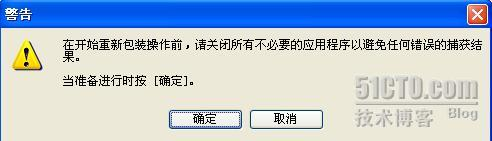 警告
在开始重新包装操作前，请关闭所有不必要的应用程序以避免任何错误的捕获结
果。
当准备进行时按 [确定]。
确定 取消
51CTO.com
技术博客 Blog